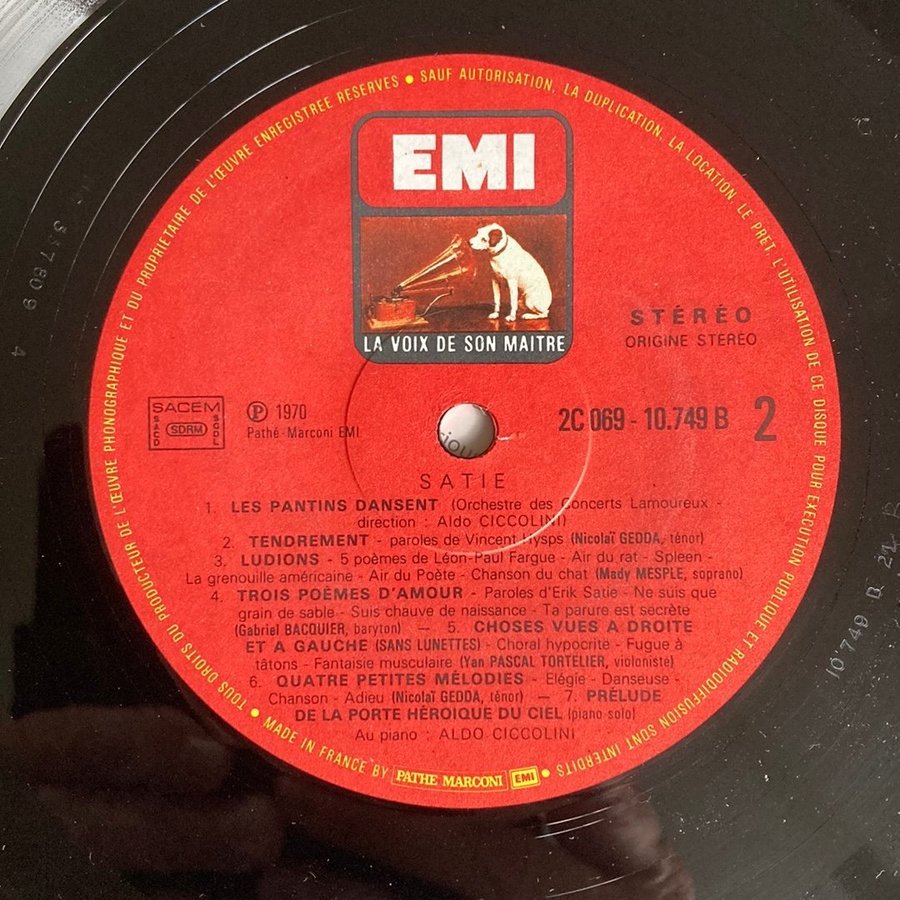 TOUS DROITS DU PRODUCTEUR DE L'ŒUVRE PHONOGRAPHIQUE ET DU PROPRIETAIRE DE L'ŒUVRE ENREGISTREE RESERVES • SAUF AUTORISATION, LA DUPLICATION, LA LOCATION, LE PRET, L'UTILISATION DE CE DISQUE POUR EXECUTION PUBLIQUE ET RADIODIFFUSION SONT INTERDITS •
EMI
LA VOIX DE SON MAITRE
STÉRÉO
ORIGINE STEREO
SACEM
SACD
SDRM
SGDL
Ⓟ 1970
Pathé-Marconi EMI
2C 069 - 10.749 B 2
SATIE
1. LES PANTINS DANSENT (Orchestre des Concerts Lamoureux -
direction : Aldo CICCOLINI)
2. TENDREMENT - paroles de Vincent Hysps (Nicolaï GEDDA, ténor)
3. LUDIONS - 5 poèmes de Léon-Paul Fargue - Air du rat - Spleen -
La grenouille américaine - Air du Poète - Chanson du chat (Mady MESPLE, soprano)
4. TROIS POËMES D'AMOUR - Paroles d'Erik Satie - Ne suis que
grain de sable - Suis chauve de naissance - Ta parure est secrète
(Gabriel BACQUIER, baryton) — 5. CHOSES VUES A DROITE
ET A GAUCHE (SANS LUNETTES) - Choral hypocrite - Fugue à
tâtons - Fantaisie musculaire (Yan PASCAL TORTELIER, violoniste)
6. QUATRE PETITES MÉLODIES - Elégie - Danseuse -
Chanson - Adieu (Nicolaï GEDDA, ténor) — 7. PRÉLUDE
DE LA PORTE HÉROIQUE DU CIEL (piano solo)
Au piano : ALDO CICCOLINI
MADE IN FRANCE BY PATHE MARCONI EMI